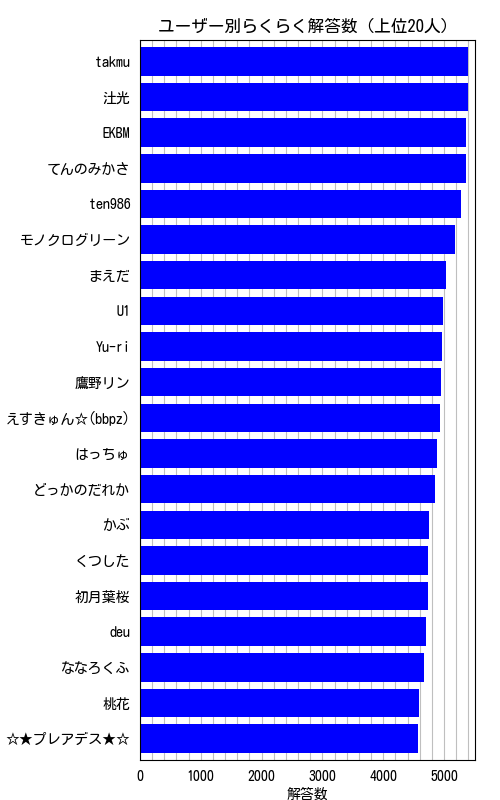 ユーザー別らくらく解答数（上位20人）
takmu
汢光
EKBM
てんのみかさ
ten986
モノクログリーン
まえだ
U1
Yu-ri
鷹野リン
えすきゅん☆(bbpz)
はっちゅ
どっかのだれか
かぶ
くつした
初月葉桜
deu
ななろくふ
桃花
☆★プレアデス★☆
0 1000 2000 3000 4000 5000
解答数